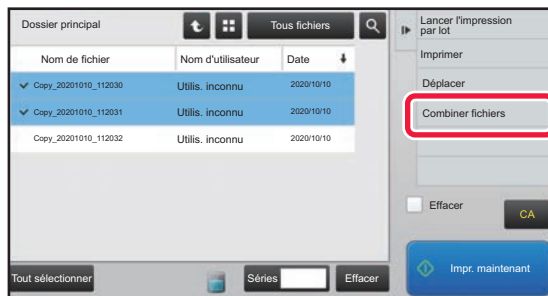 Dossier principal
Tous fichiers
Nom de fichier
Nom d'utilisateur
Date
Copy_20201010_112030
Utilis. inconnu
2020/10/10
Copy_20201010_112031
Utilis. inconnu
2020/10/10
Copy_20201010_112032
Utilis. inconnu
2020/10/10
Tout sélectionner
Séries
Effacer
Lancer l'impression
par lot
Imprimer
Déplacer
Combiner fichiers
Effacer
CA
Impr. maintenant